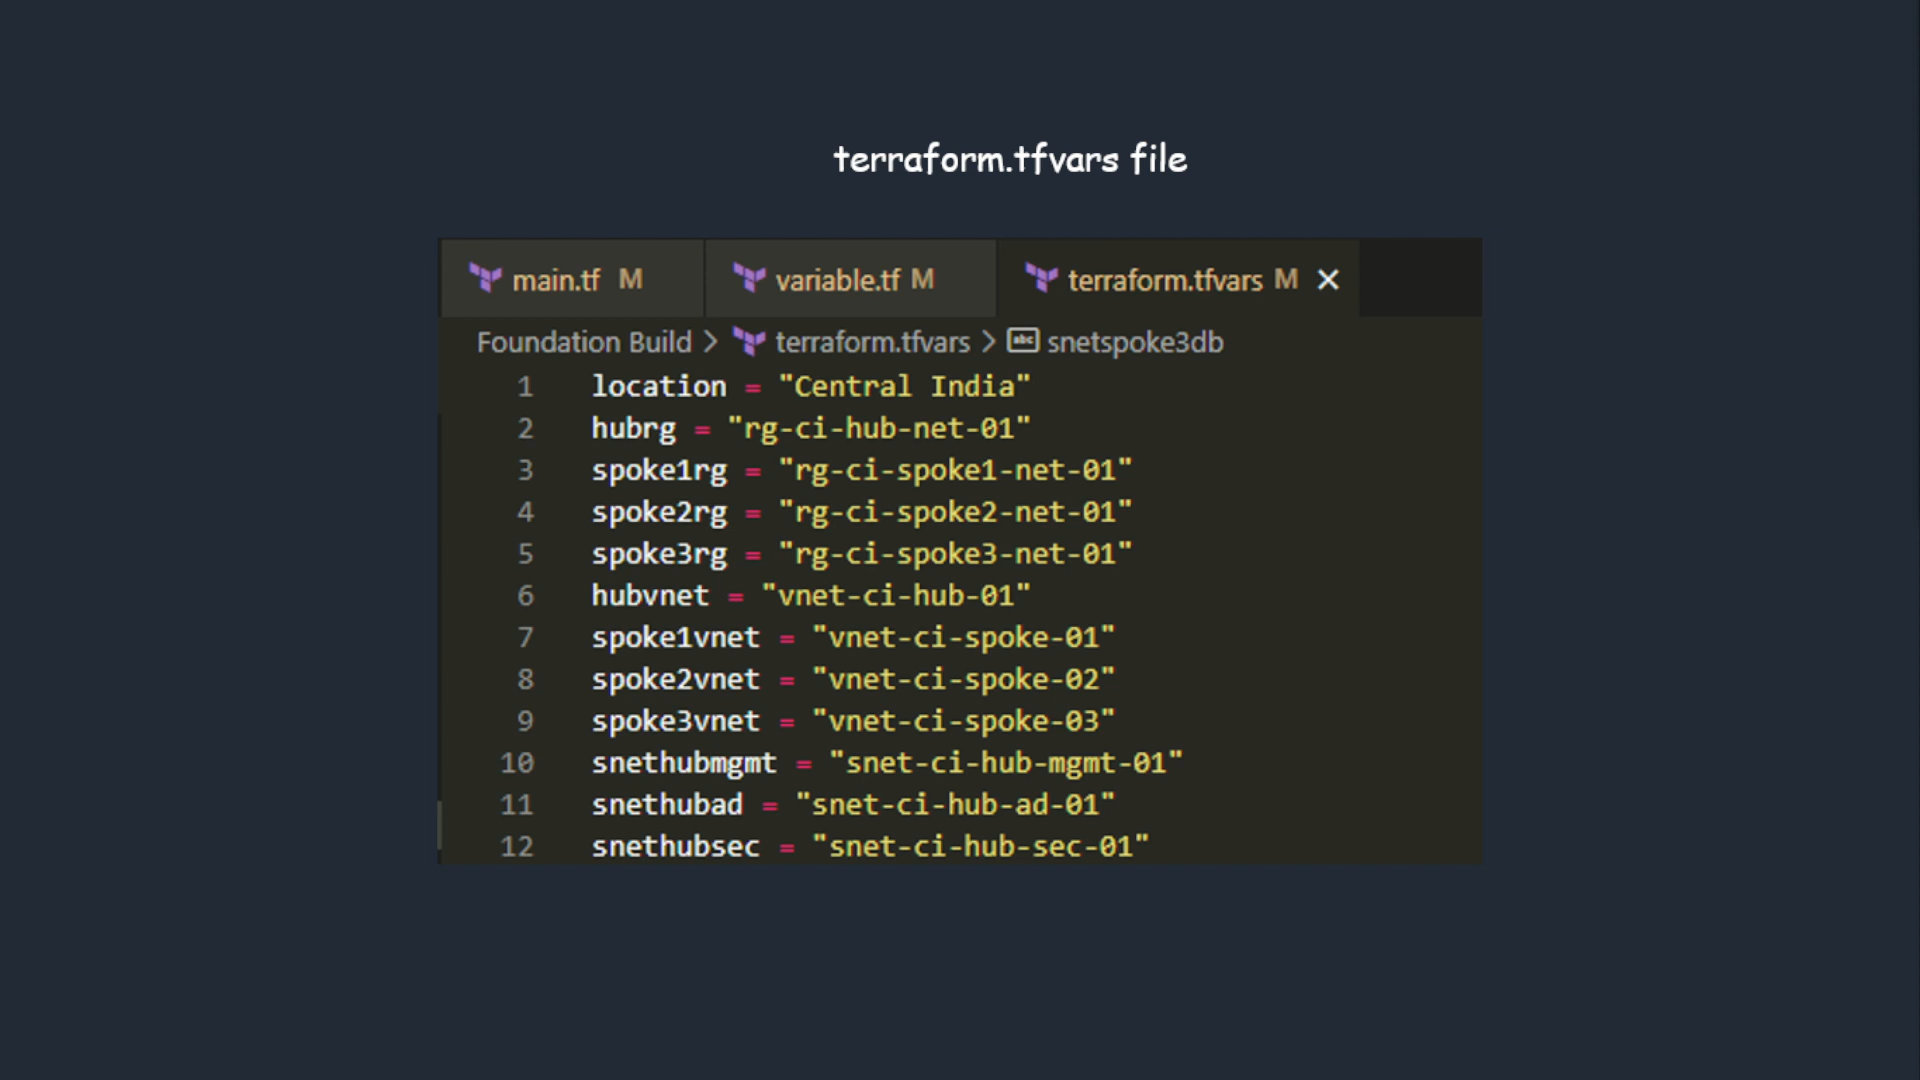 terraform.tfvars file
main.tf M variable.tf M terraform.tfvars M ×
Foundation Build > terraform.tfvars > abc snetspoke3db
1 location = "Central India"
2 hubrg = "rg-ci-hub-net-01"
3 spoke1rg = "rg-ci-spoke1-net-01"
4 spoke2rg = "rg-ci-spoke2-net-01"
5 spoke3rg = "rg-ci-spoke3-net-01"
6 hubvnet = "vnet-ci-hub-01"
7 spoke1vnet = "vnet-ci-spoke-01"
8 spoke2vnet = "vnet-ci-spoke-02"
9 spoke3vnet = "vnet-ci-spoke-03"
10 snethubmgmt = "snet-ci-hub-mgmt-01"
11 snethubad = "snet-ci-hub-ad-01"
12 snethubsec = "snet-ci-hub-sec-01"